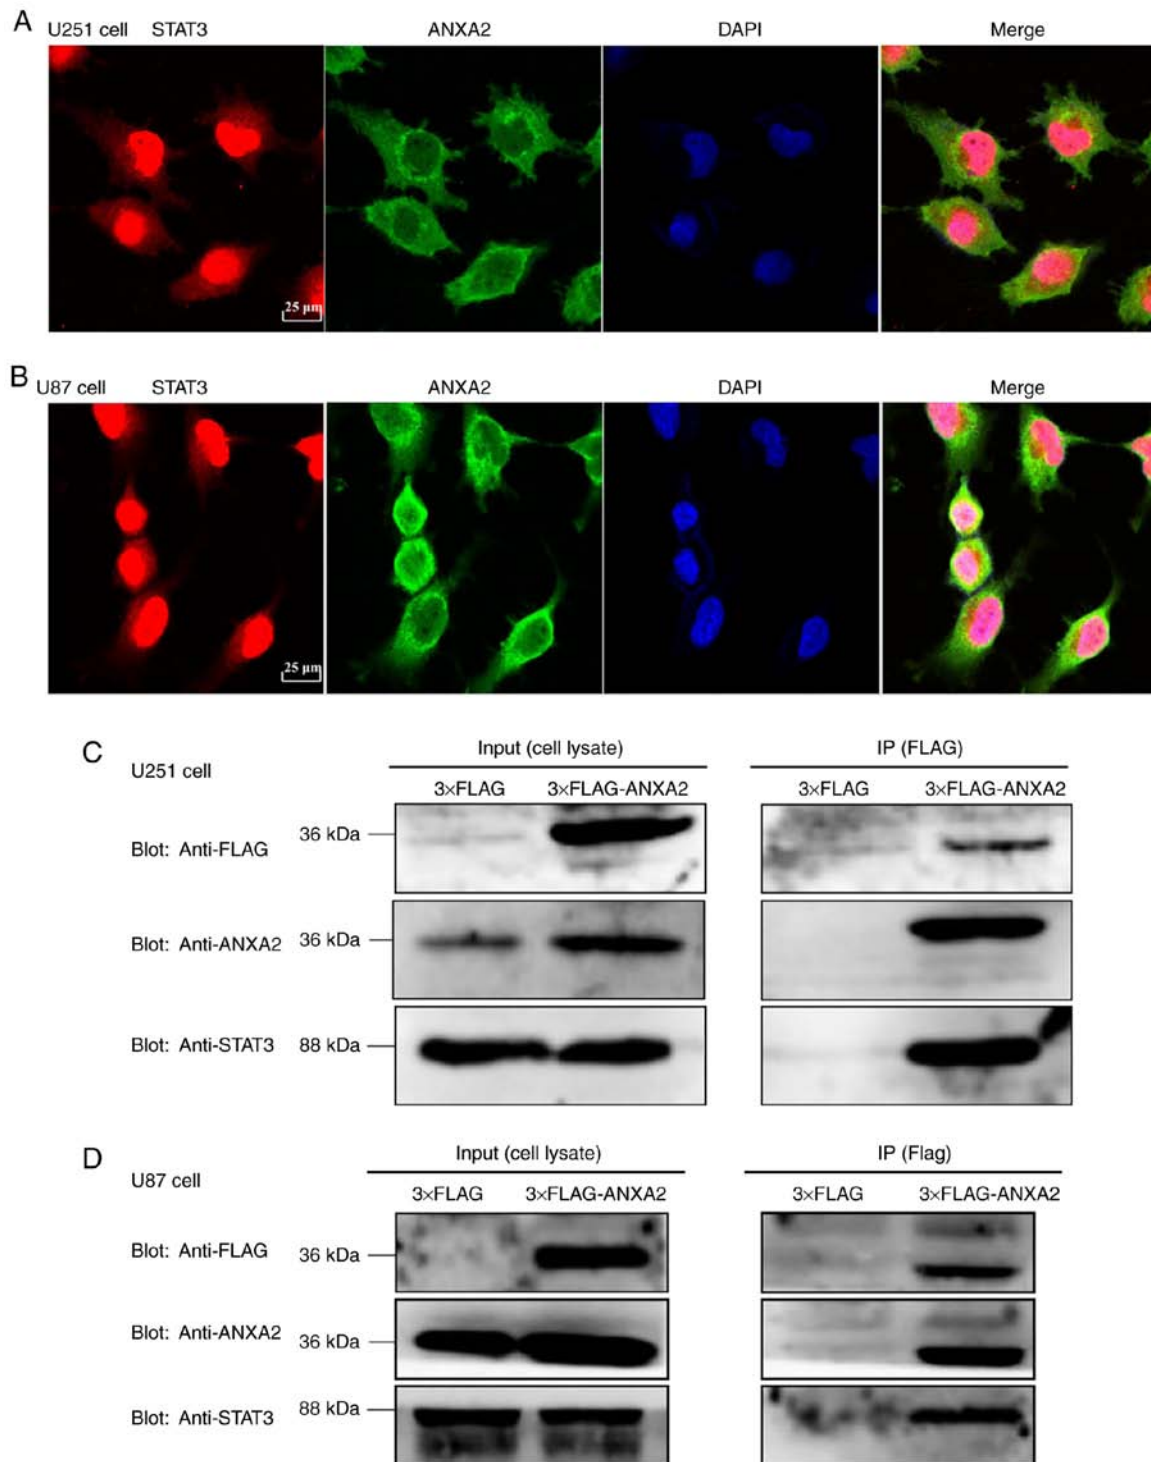 A
U251 cell STAT3 ANXA2 DAPI Merge
25 μm
B
U87 cell STAT3 ANXA2 DAPI Merge
25 μm
C
U251 cell
Input (cell lysate) IP (FLAG)
3×FLAG 3×FLAG-ANXA2 3×FLAG 3×FLAG-ANXA2
Blot: Anti-FLAG 36 kDa
Blot: Anti-ANXA2 36 kDa
Blot: Anti-STAT3 88 kDa
D
U87 cell
Input (cell lysate) IP (Flag)
3×FLAG 3×FLAG-ANXA2 3×FLAG 3×FLAG-ANXA2
Blot: Anti-FLAG 36 kDa
Blot: Anti-ANXA2 36 kDa
Blot: Anti-STAT3 88 kDa